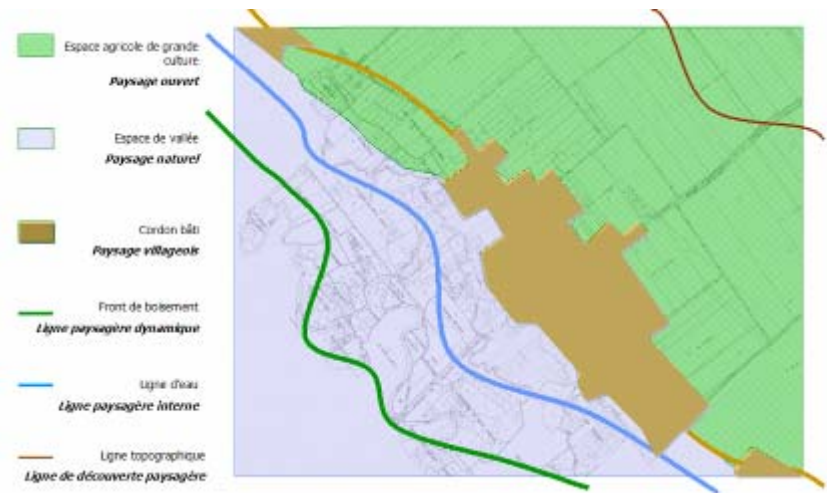 Espace agricole de grande
culture
Paysage ouvert
Espace de vallée
Paysage naturel
Cordon bâti
Paysage villageois
Front de boisement
Ligne paysagère dynamique
Ligne d'eau
Ligne paysagère interne
Ligne topographique
Ligne de découverte paysagère